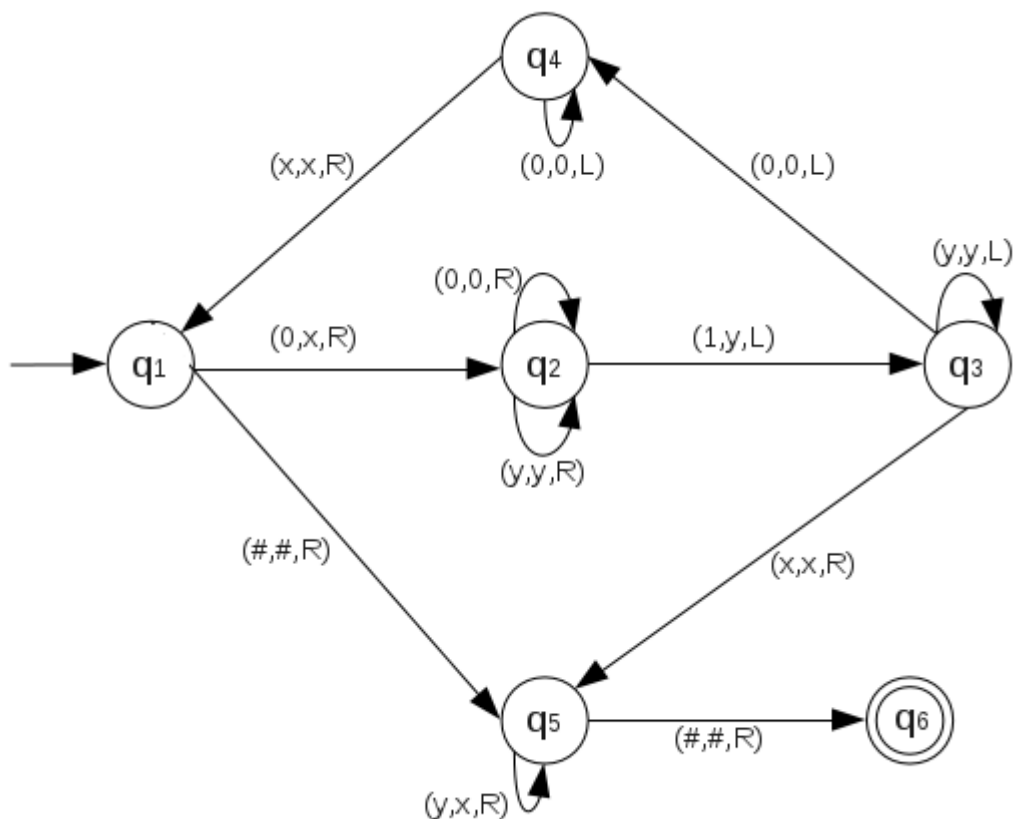 q4
(x,x,R)
(0,0,L)
(0,0,L)
(0,0,R)
(y,y,L)
q1
(0,x,R)
q2
(1,y,L)
q3
(y,y,R)
(#,#,R)
(x,x,R)
q5
(#,#,R)
q6
(y,x,R)